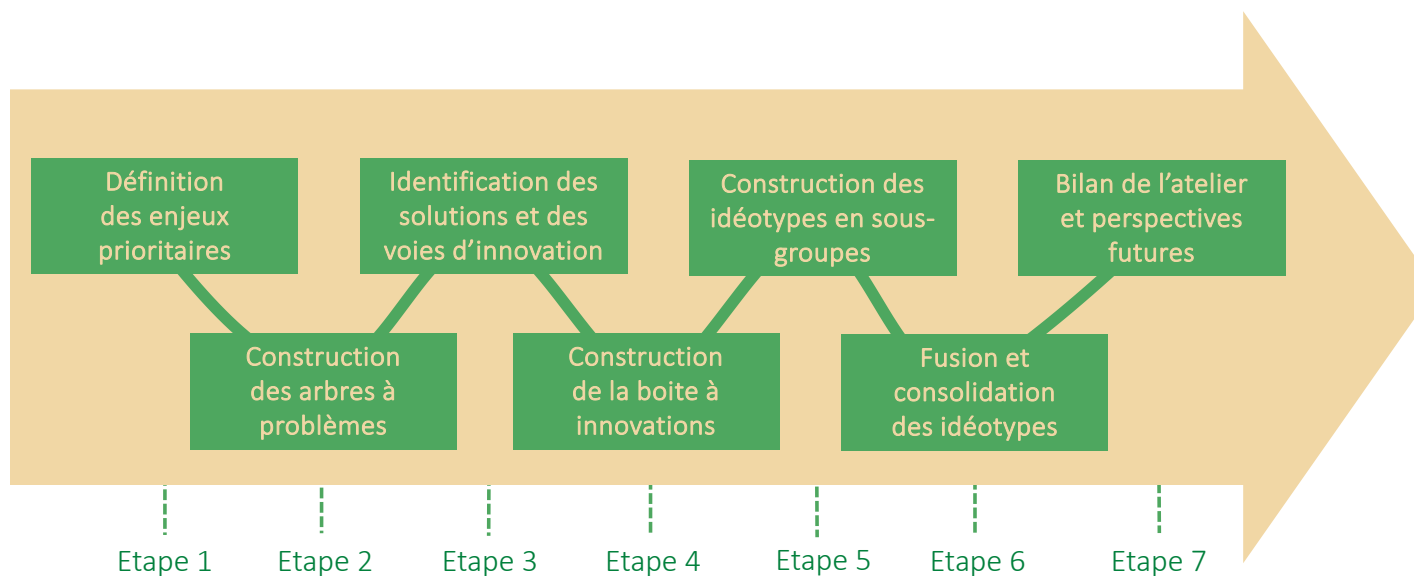 Définition
des enjeux
prioritaires
Construction
des arbres à
problèmes
Identification des
solutions et des
voies d’innovation
Construction
de la boite à
innovations
Construction des
idéotypes en sous-
groupes
Fusion et
consolidation
des idéotypes
Bilan de l’atelier
et perspectives
futures
Etape 1
Etape 2
Etape 3
Etape 4
Etape 5
Etape 6
Etape 7